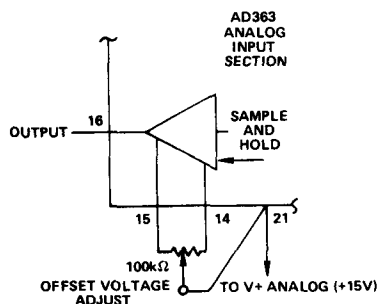 AD363
ANALOG
INPUT
SECTION
16
OUTPUT
SAMPLE
AND
HOLD
15
14
21
100kΩ
OFFSET VOLTAGE
ADJUST
TO V+ ANALOG (+15V)